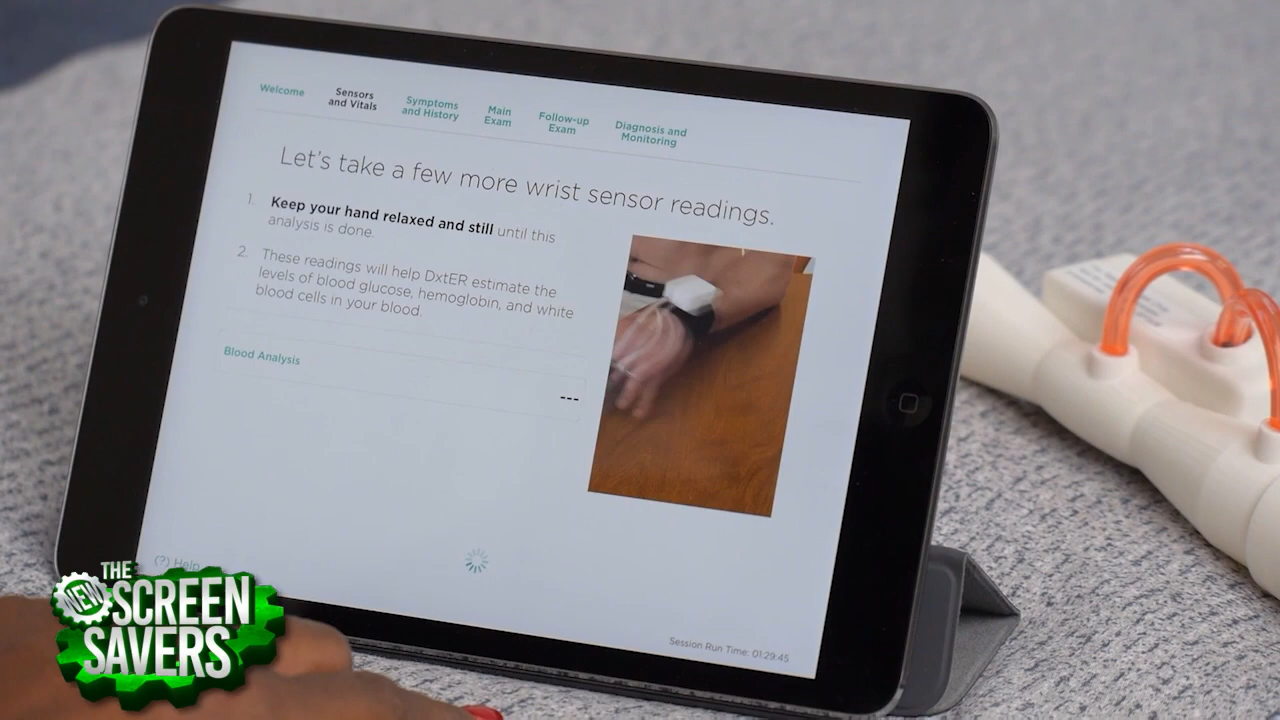 Welcome
Sensors
and Vitals
Symptoms
and History
Main
Exam
Follow-up
Exam
Diagnosis and
Monitoring
Let's take a few more wrist sensor readings.
1. Keep your hand relaxed and still until this
analysis is done.
2. These readings will help DxtER estimate the
levels of blood glucose, hemoglobin, and white
blood cells in your blood.
Blood Analysis
---
(?) Help
Session Run Time: 01:29:45
THE
NEW
SCREEN
SAVERS